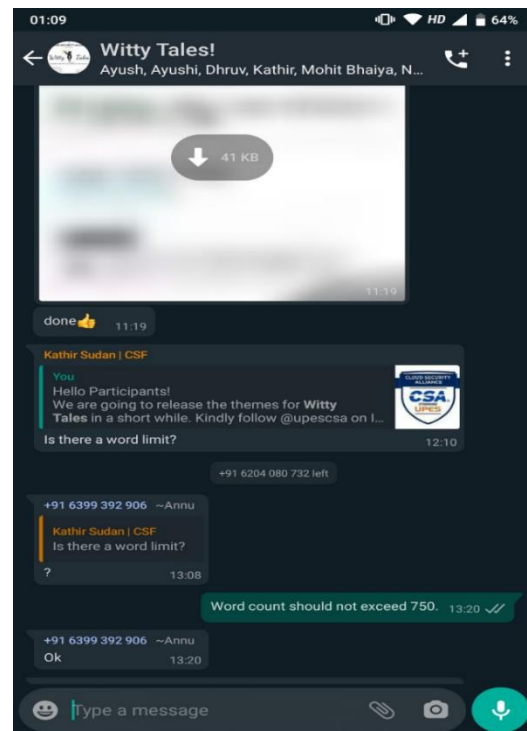 01:09
HD
64%
Witty Tales!
Ayush, Ayushi, Dhruv, Kathir, Mohit Bhaiya, N...
41 KB
11:19
done👍 11:19
Kathir Sudan | CSF
You
Hello Participants!
We are going to release the themes for Witty
Tales in a short while. Kindly follow @upescsa on I...
CLOUD SECURITY
ALLIANCE
CSA
UPES
Is there a word limit? 12:10
+91 6204 080 732 left
+91 6399 392 906 ~Annu
Kathir Sudan | CSF
Is there a word limit?
? 13:08
Word count should not exceed 750. 13:20
+91 6399 392 906 ~Annu
Ok 13:20
Type a message